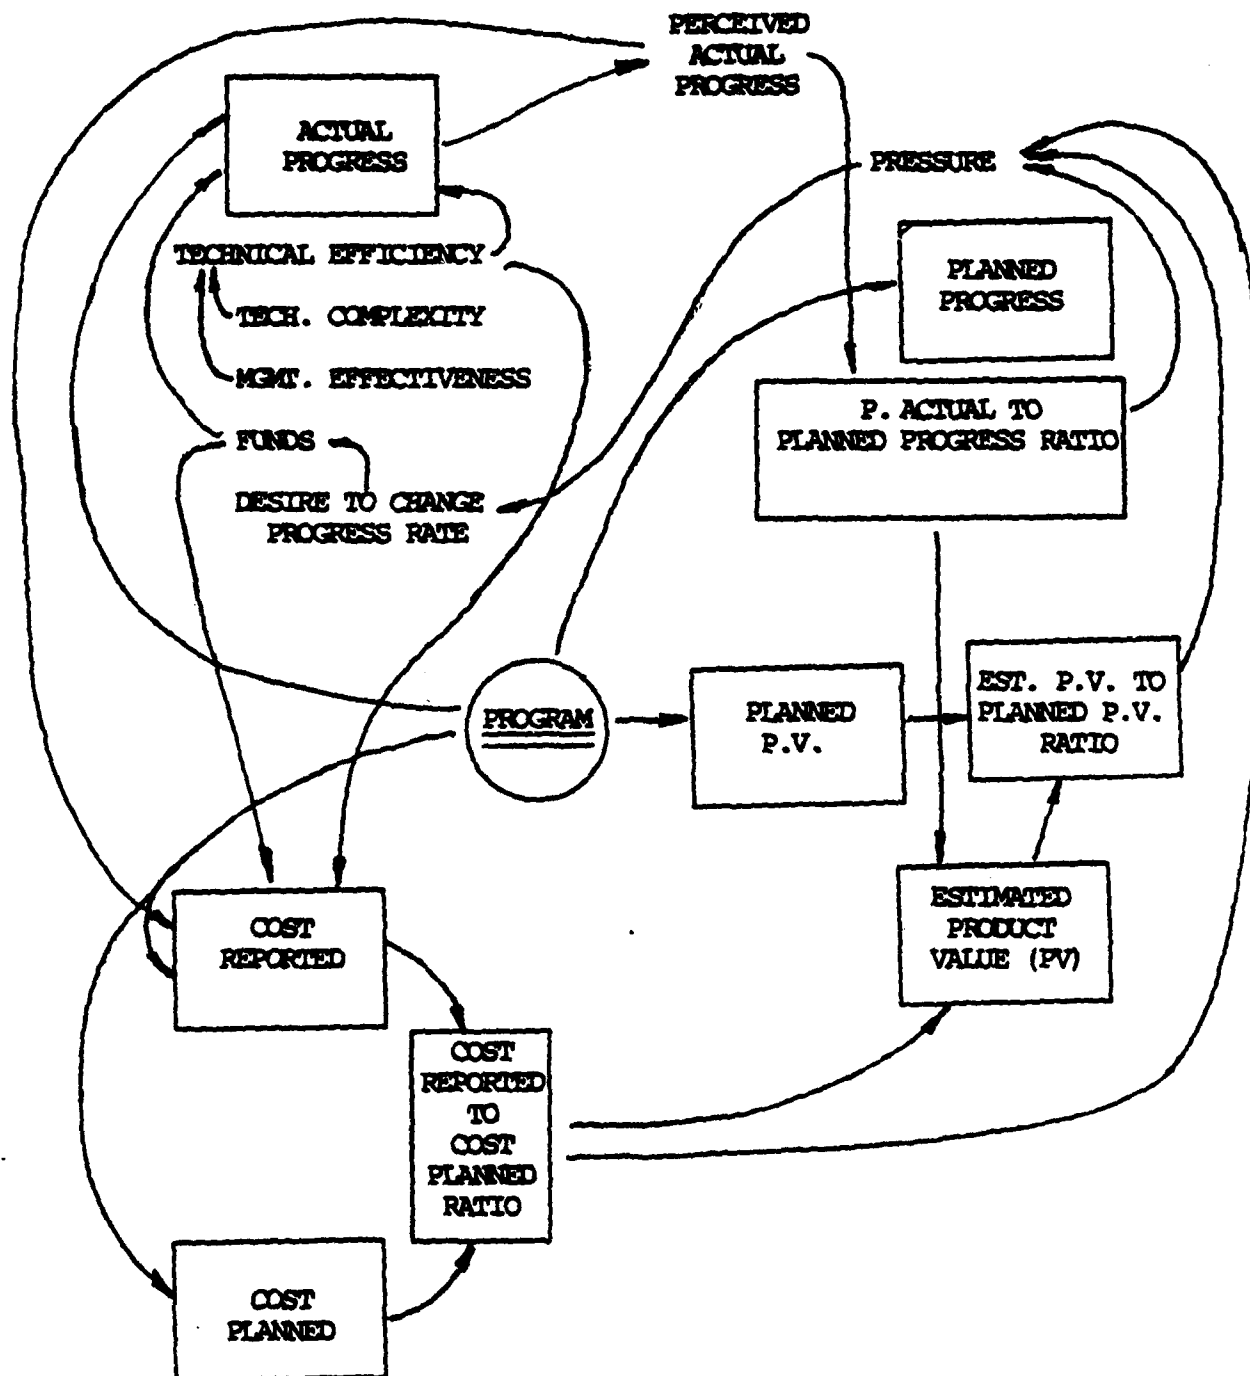 PERCEIVED
ACTUAL
PROGRESS
ACTUAL
PROGRESS
PRESSURE
TECHNICAL EFFICIENCY
PLANNED
PROGRESS
TECH. COMPLEXITY
MGMT. EFFECTIVENESS
P. ACTUAL TO
PLANNED PROGRESS RATIO
FUNDS
DESIRE TO CHANGE
PROGRESS RATE
PROGRAM
PLANNED
P.V.
EST. P.V. TO
PLANNED P.V.
RATIO
COST
REPORTED
ESTIMATED
PRODUCT
VALUE (PV)
COST
REPORTED
TO
COST
PLANNED
RATIO
COST
PLANNED